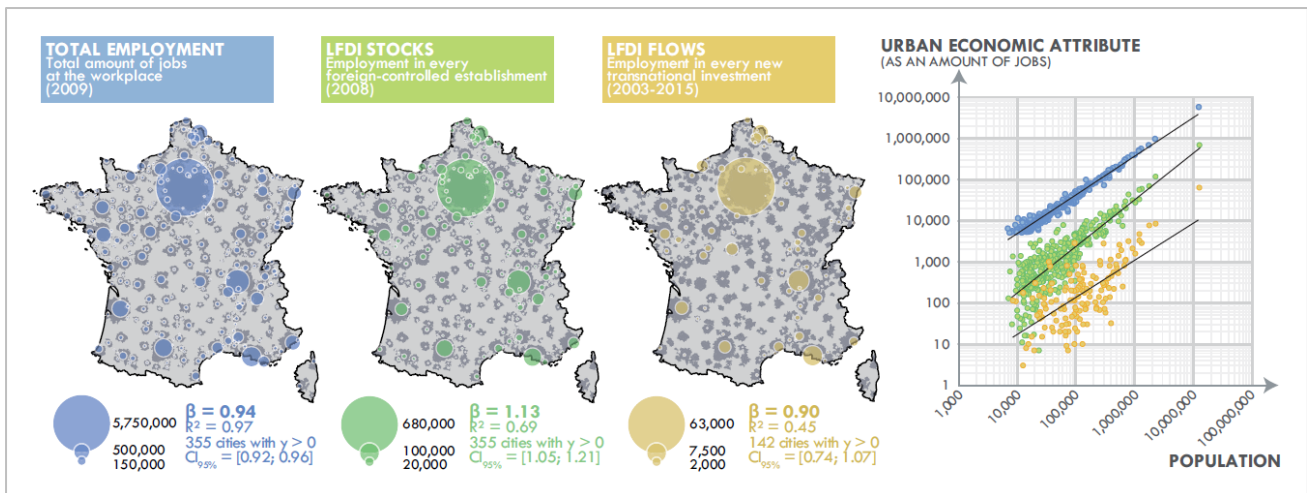 TOTAL EMPLOYMENT
Total amount of jobs
at the workplace
(2009)
LFDI STOCKS
Employment in every
foreign-controlled establishment
(2008)
LFDI FLOWS
Employment in every new
transnational investment
(2003-2015)
5,750,000
500,000
150,000
β = 0.94
R² = 0.97
355 cities with y > 0
CI95% = [0.92; 0.96]
680,000
100,000
20,000
β = 1.13
R² = 0.69
355 cities with y > 0
CI95% = [1.05; 1.21]
63,000
7,500
2,000
β = 0.90
R² = 0.45
142 cities with y > 0
CI95% = [0.74; 1.07]
URBAN ECONOMIC ATTRIBUTE
(AS AN AMOUNT OF JOBS)
10,000,000
1,000,000
100,000
10,000
1,000
100
10
1
1,000
10,000
100,000
1,000,000
10,000,000
100,000,000
POPULATION